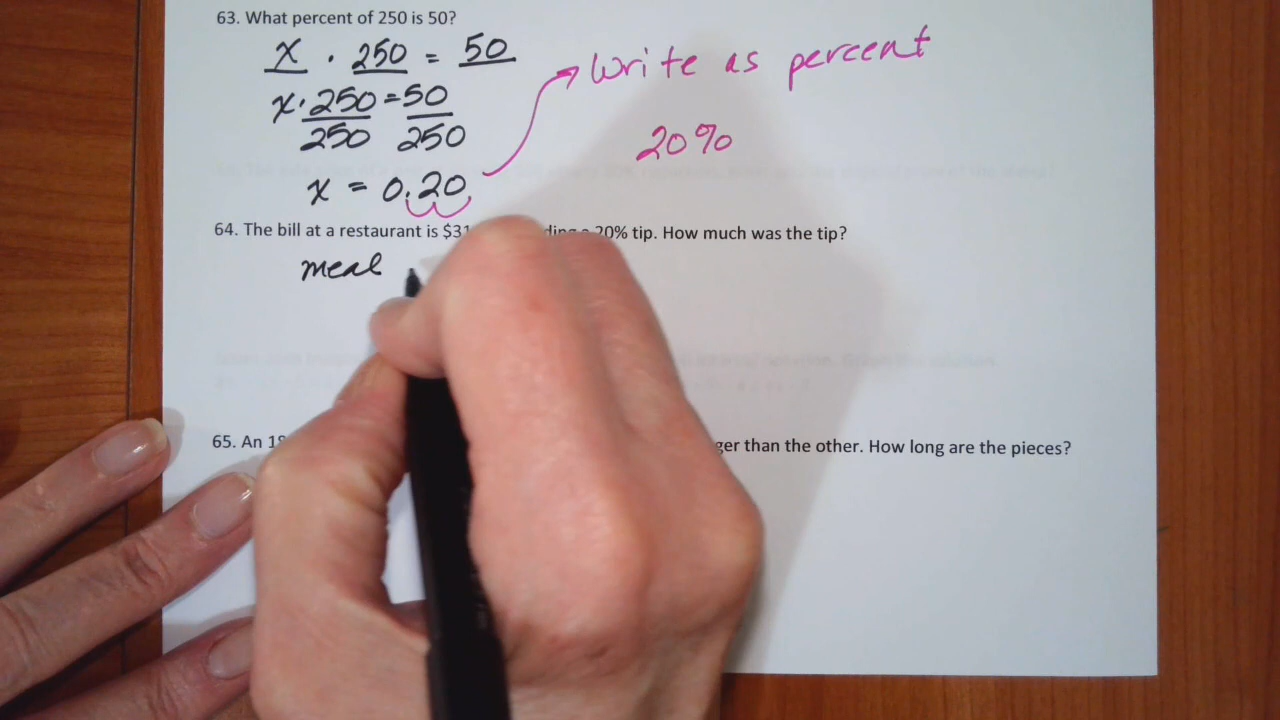 63. What percent of 250 is 50?
x · 250 = 50
Write as percent
x · 250 = 50
250 250
20%
x = 0.20
64. The bill at a restaurant is $31 20% tip. How much was the tip?
meal
65. An than the other. How long are the pieces?